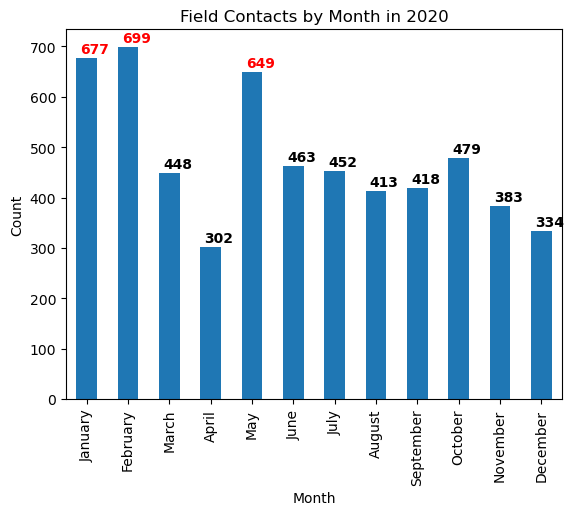 Field Contacts by Month in 2020
700
600
500
400
300
200
100
0
Count
677
699
448
302
649
463
452
413
418
479
383
334
January
February
March
April
May
June
July
August
September
October
November
December
Month